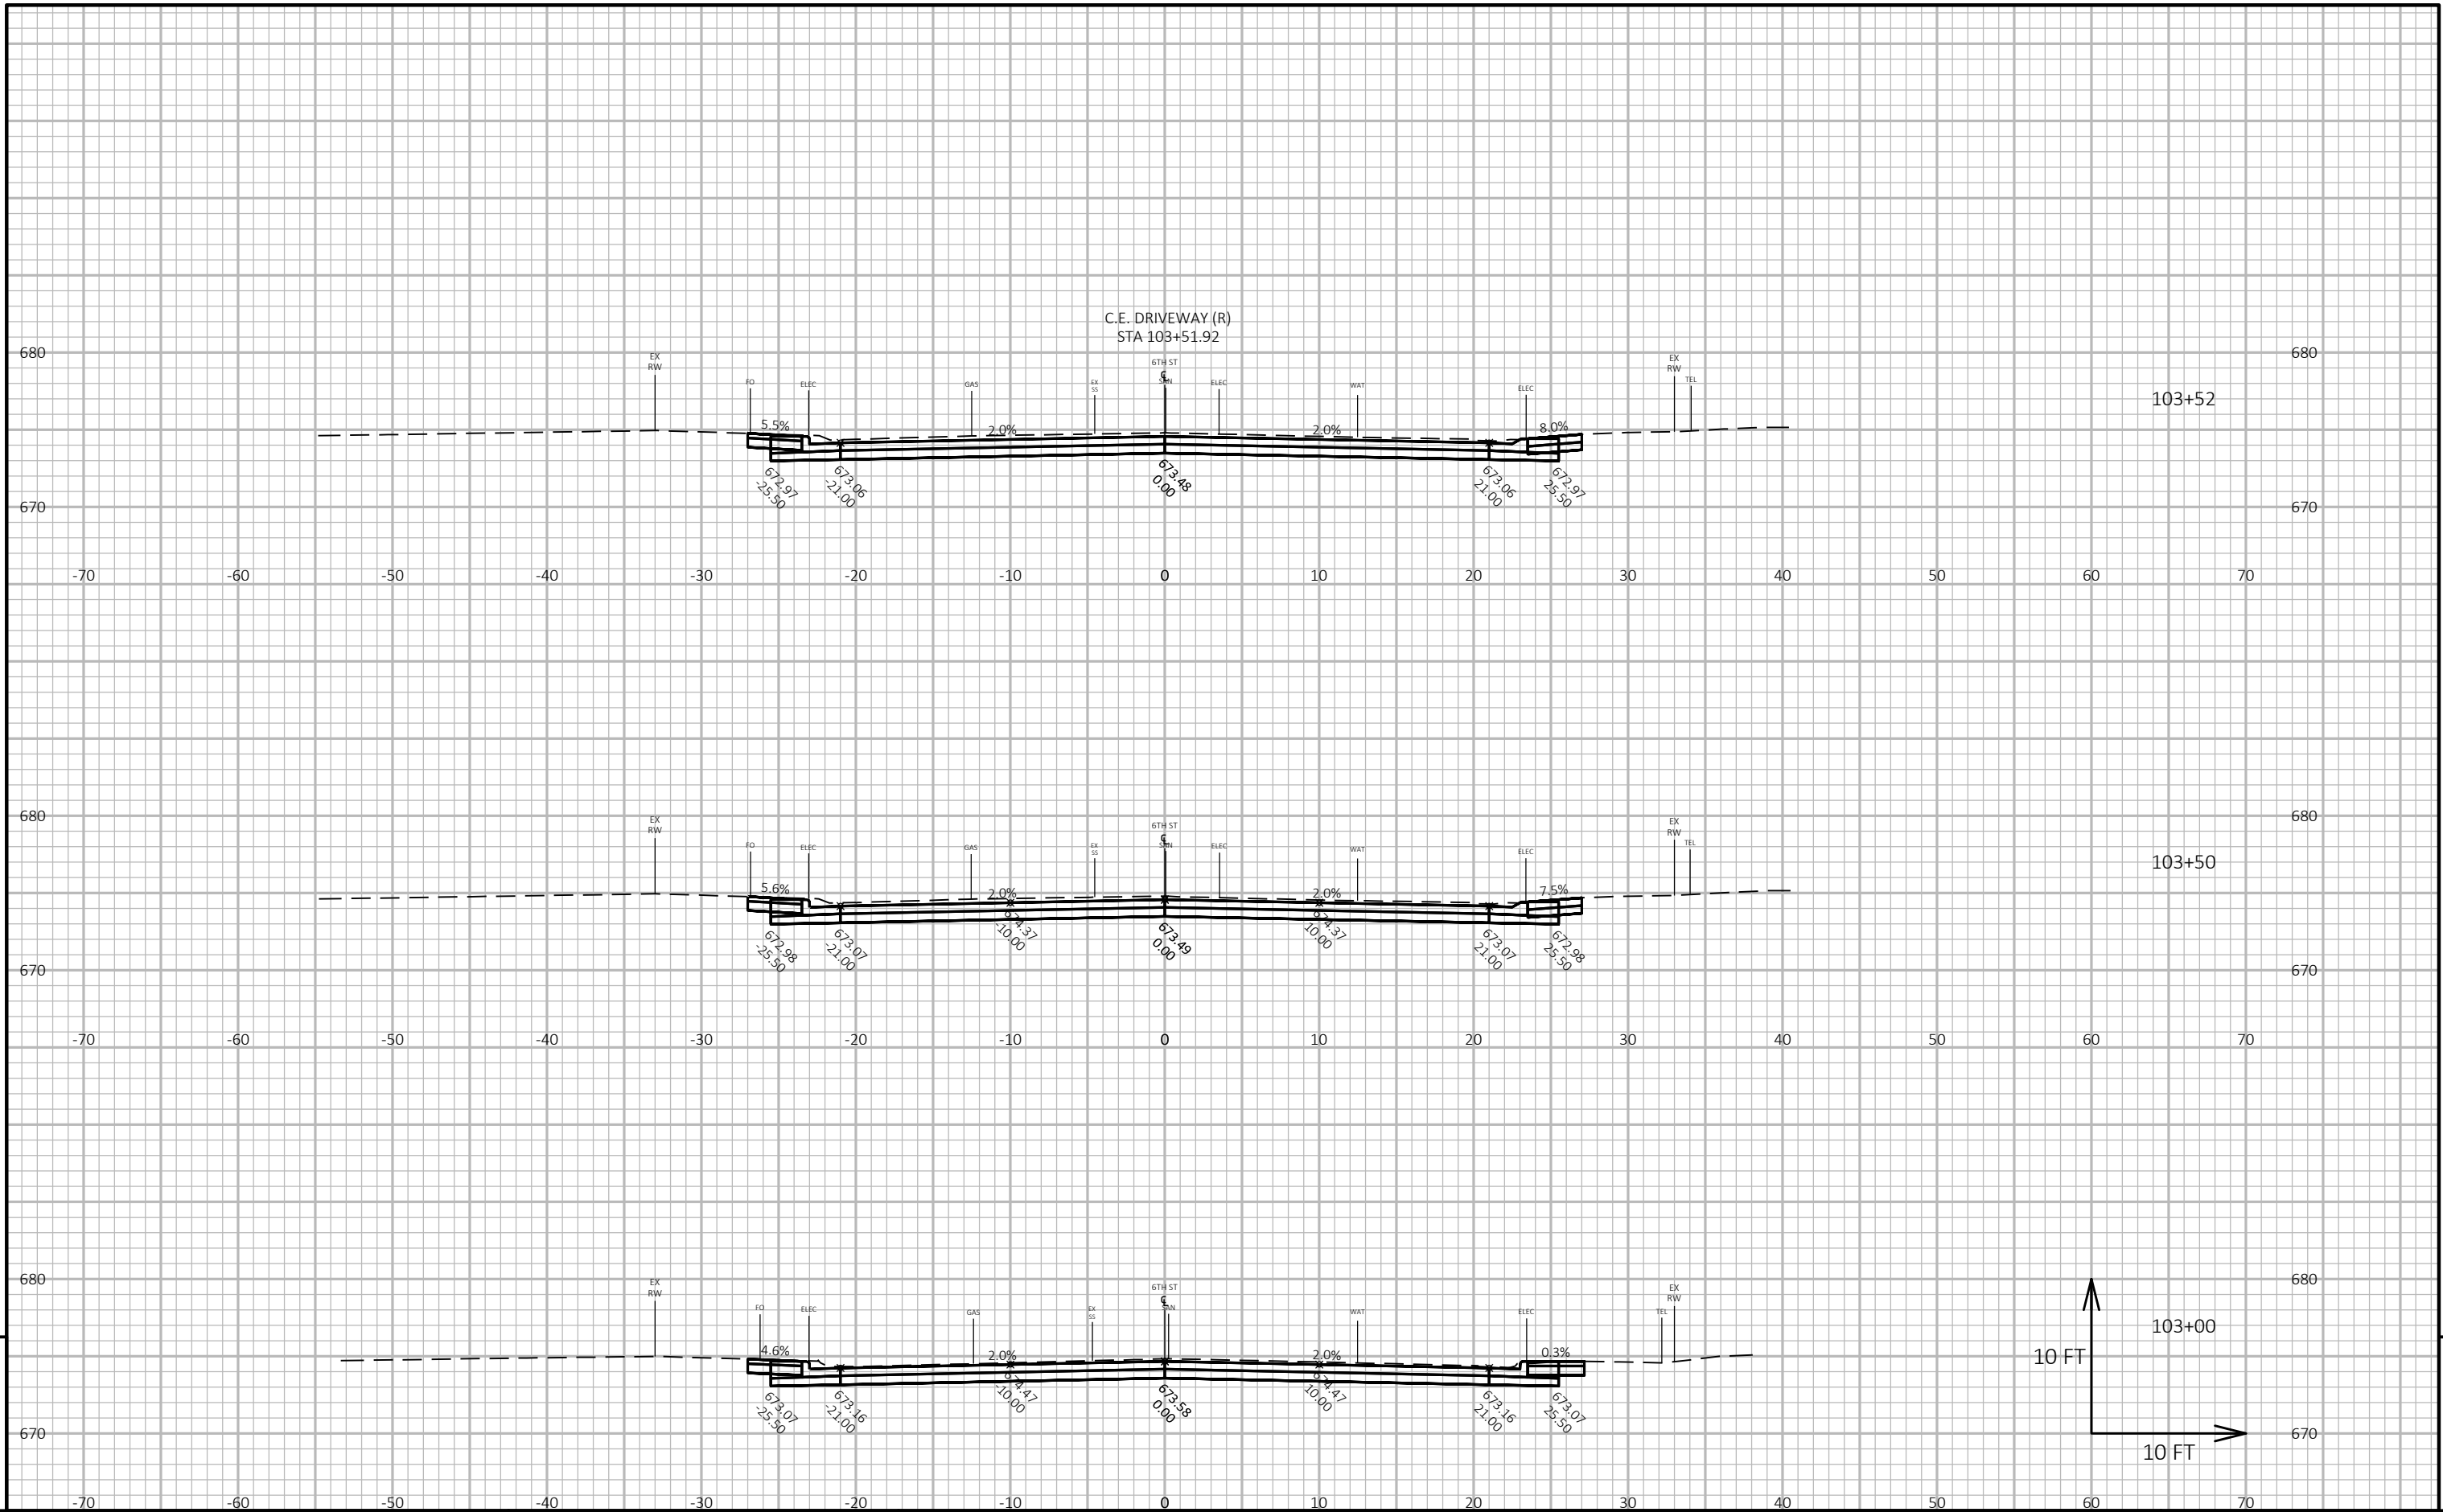 C.E. DRIVEWAY (R)
STA 103+51.92
680
EX
RW
FO
ELEC
GAS
EX
SS
6TH ST
℄
SAN
ELEC
WAT
ELEC
EX
RW
TEL
680
103+52
5.5%
2.0%
2.0%
8.0%
672.97
-25.50
673.06
-21.00
673.48
0.00
673.06
21.00
672.97
25.50
670
670
-70
-60
-50
-40
-30
-20
-10
0
10
20
30
40
50
60
70
680
EX
RW
FO
ELEC
GAS
EX
SS
6TH ST
℄
SAN
ELEC
WAT
ELEC
EX
RW
TEL
680
103+50
5.6%
2.0%
2.0%
7.5%
672.98
-25.50
673.07
-21.00
674.37
-10.00
673.49
0.00
674.37
10.00
673.07
21.00
672.98
25.50
670
670
-70
-60
-50
-40
-30
-20
-10
0
10
20
30
40
50
60
70
680
EX
RW
FO
ELEC
GAS
EX
SS
6TH ST
℄
SAN
WAT
ELEC
TEL
EX
RW
680
103+00
4.6%
2.0%
2.0%
0.3%
10 FT
673.07
-25.50
673.16
-21.00
674.47
-10.00
673.58
0.00
674.47
10.00
673.16
21.00
673.07
25.50
670
670
10 FT
-70
-60
-50
-40
-30
-20
-10
0
10
20
30
40
50
60
70